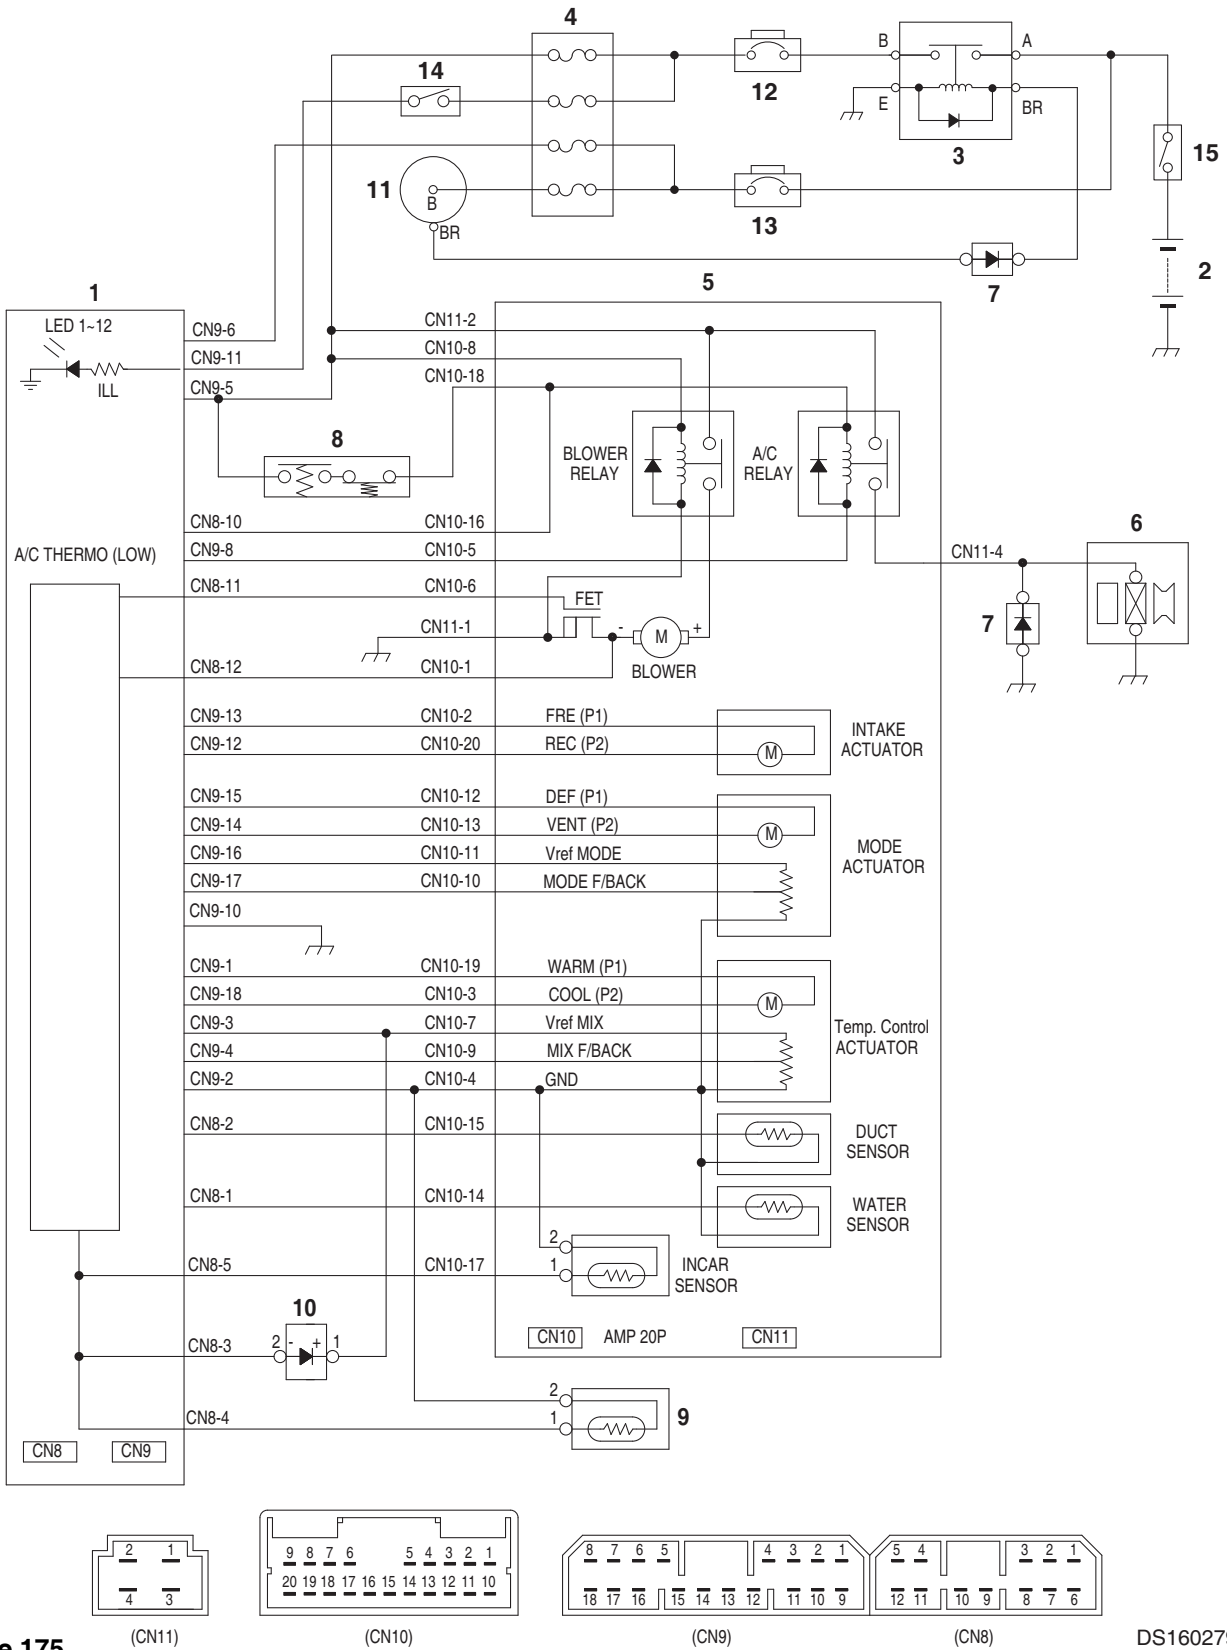 4
14
12
B
A
E
BR
3
15
11
B
BR
13
7
2
5
1
LED 1~12
ILL
CN9-6
CN9-11
CN9-5
CN11-2
CN10-8
CN10-18
8
BLOWER
RELAY
A/C
RELAY
CN8-10
CN10-16
CN9-8
CN10-5
A/C THERMO (LOW)
CN11-4
6
CN8-11
CN10-6
FET
CN11-1
-
M
+
BLOWER
7
CN8-12
CN10-1
CN9-13
CN10-2
FRE (P1)
CN9-12
CN10-20
REC (P2)
M
INTAKE
ACTUATOR
CN9-15
CN10-12
DEF (P1)
CN9-14
CN10-13
VENT (P2)
M
CN9-16
CN10-11
Vref MODE
CN9-17
CN10-10
MODE F/BACK
MODE
ACTUATOR
CN9-10
CN9-1
CN10-19
WARM (P1)
CN9-18
CN10-3
COOL (P2)
M
CN9-3
CN10-7
Vref MIX
CN9-4
CN10-9
MIX F/BACK
Temp. Control
ACTUATOR
CN9-2
CN10-4
GND
CN8-2
CN10-15
DUCT
SENSOR
CN8-1
CN10-14
WATER
SENSOR
CN8-5
CN10-17
2
1
INCAR
SENSOR
10
CN8-3
2
-
+
1
CN10
AMP 20P
CN11
CN8-4
2
1
9
CN8
CN9
2 1
4 3
(CN11)
9 8 7 6 5 4 3 2 1
20 19 18 17 16 15 14 13 12 11 10
(CN10)
8 7 6 5 4 3 2 1
18 17 16 15 14 13 12 11 10 9
(CN9)
5 4 3 2 1
12 11 10 9 8 7 6
(CN8)
175